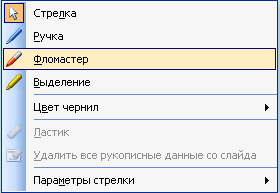 Стрелка
Ручка
Фломастер
Выделение
Цвет чернил
Ластик
Удалить все рукописные данные со слайда
Параметры стрелки